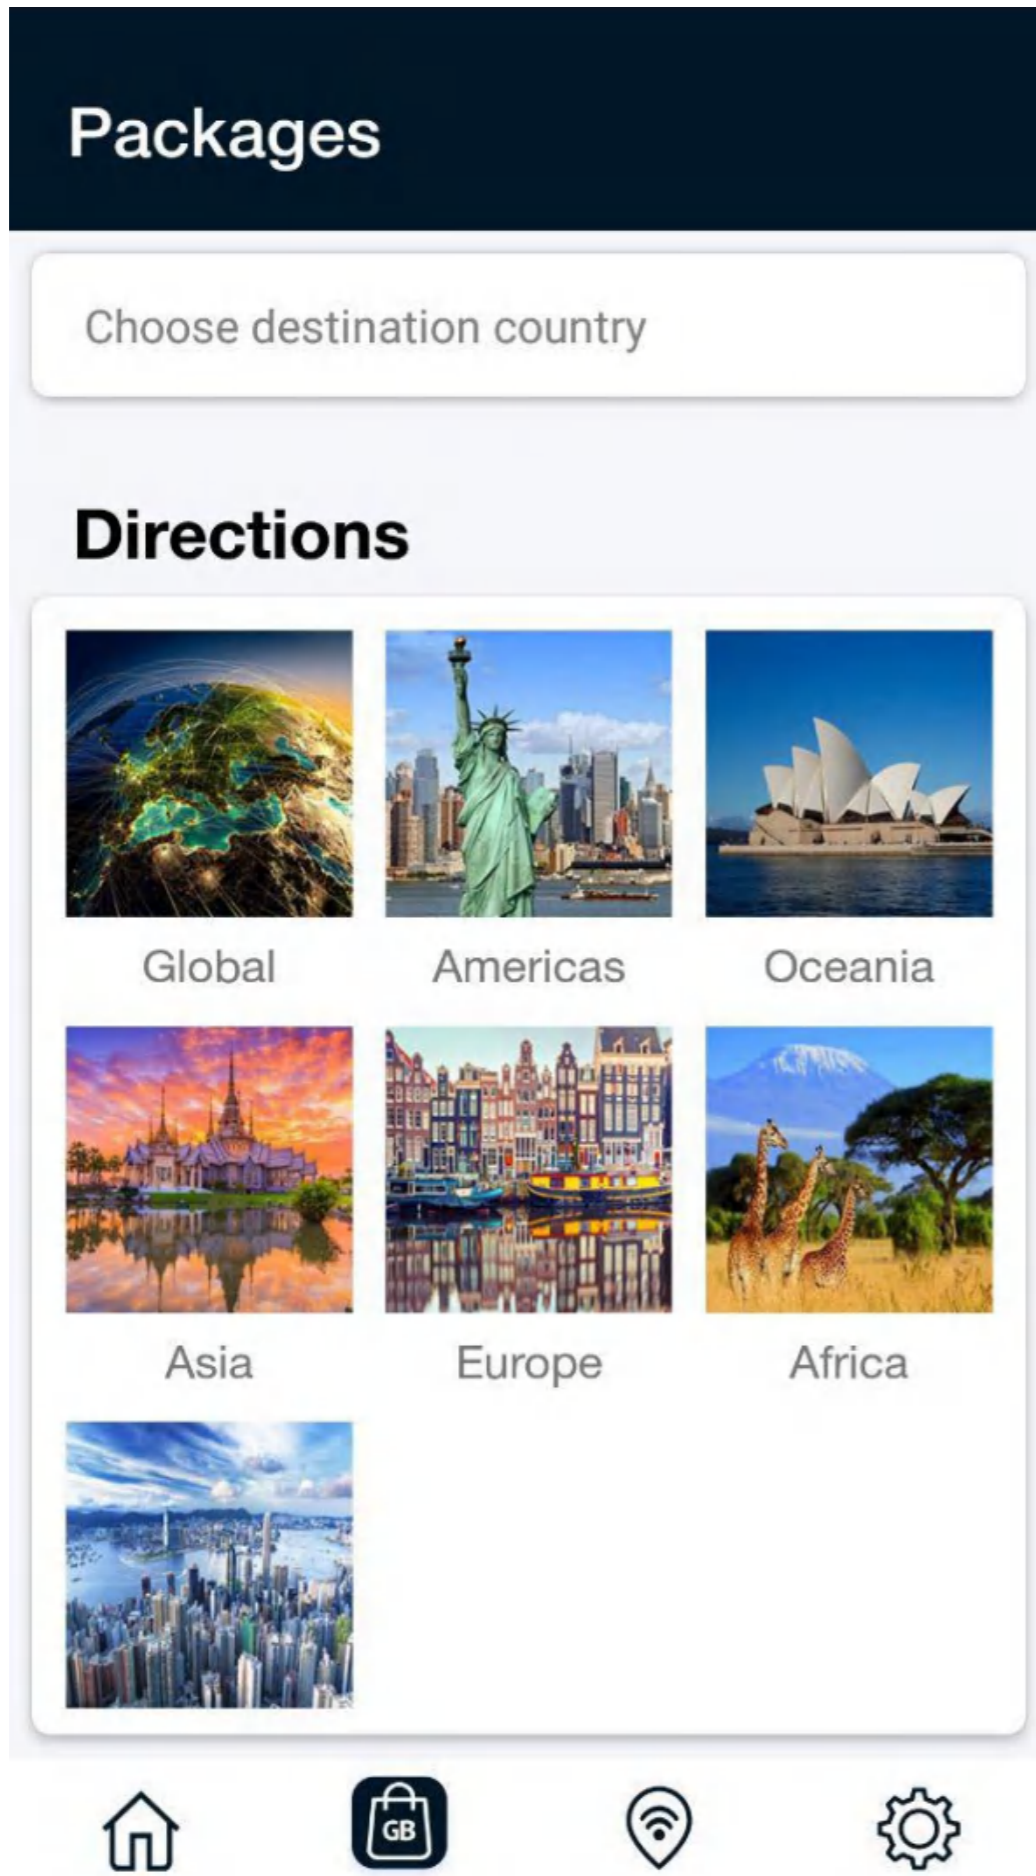 Packages
Choose destination country
Directions
Global Americas Oceania
Asia Europe Africa
GB